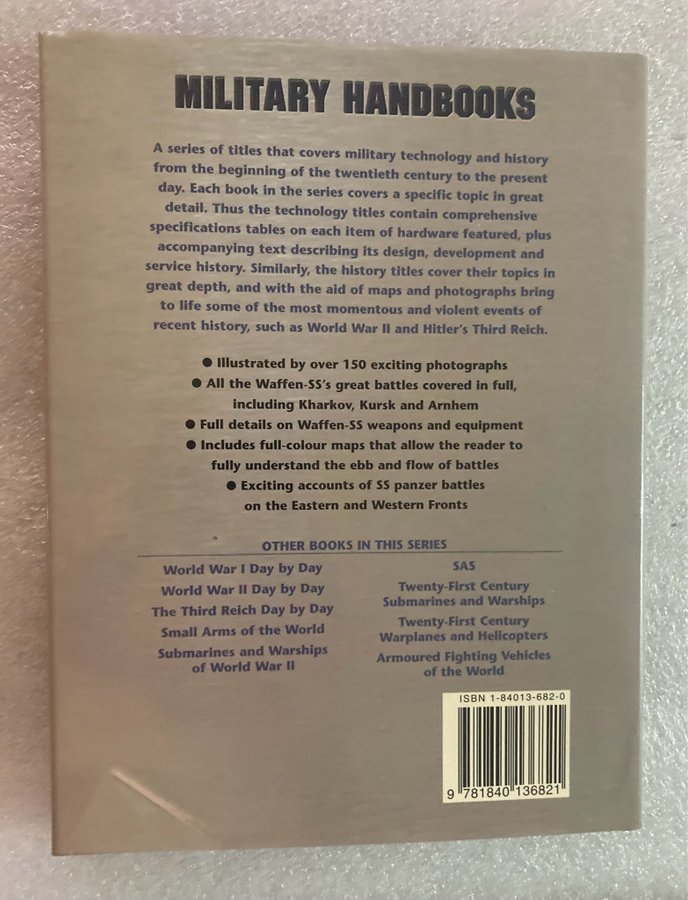 MILITARY HANDBOOKS
A series of titles that covers military technology and history
from the beginning of the twentieth century to the present
day. Each book in the series covers a specific topic in great
detail. Thus the technology titles contain comprehensive
specifications tables on each item of hardware featured, plus
accompanying text describing its design, development and
service history. Similarly, the history titles cover their topics in
great depth, and with the aid of maps and photographs bring
to life some of the most momentous and violent events of
recent history, such as World War II and Hitler's Third Reich.
● Illustrated by over 150 exciting photographs
● All the Waffen-SS's great battles covered in full,
including Kharkov, Kursk and Arnhem
● Full details on Waffen-SS weapons and equipment
● Includes full-colour maps that allow the reader to
fully understand the ebb and flow of battles
● Exciting accounts of SS panzer battles
on the Eastern and Western Fronts
OTHER BOOKS IN THIS SERIES
World War I Day by Day
World War II Day by Day
The Third Reich Day by Day
Small Arms of the World
Submarines and Warships
of World War II
SAS
Twenty-First Century
Submarines and Warships
Twenty-First Century
Warplanes and Helicopters
Armoured Fighting Vehicles
of the World
ISBN 1-84013-682-0
9 781840 136821